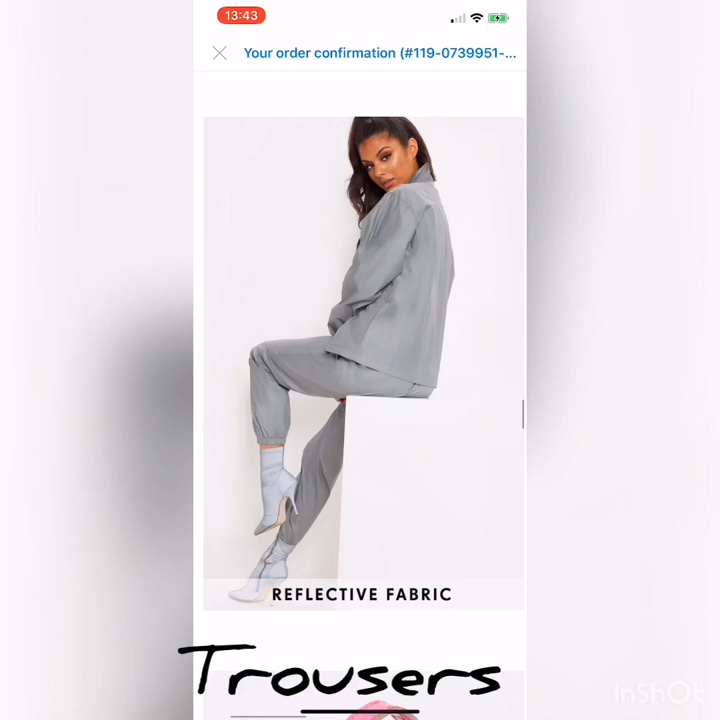 13:43
Your order confirmation (#119-0739951-...
REFLECTIVE FABRIC
Trousers
InShOt